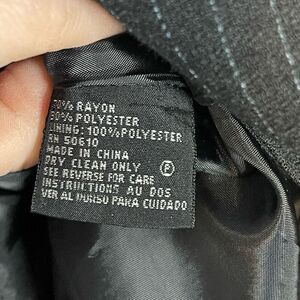 70% RAYON
30% POLYESTER
LINING: 100% POLYESTER
RN 50610
MADE IN CHINA
DRY CLEAN ONLY Ⓟ
SEE REVERSE FOR CARE
INSTRUCTIONS AU DOS
VER AL DORSO PARA CUIDADO